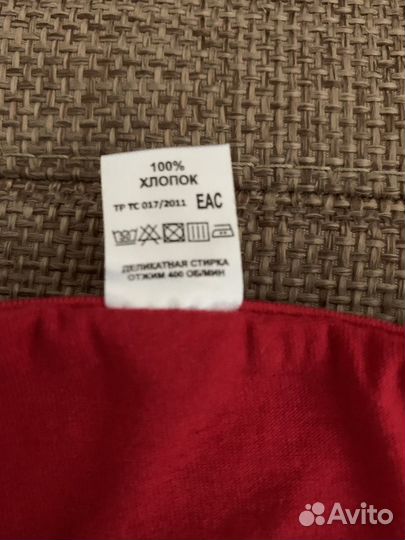 100%
ХЛОПОК
ТР ТС 017/2011 EAC
ДЕЛИКАТНАЯ СТИРКА
ОТЖИМ 400 ОБ/МИН
Avito